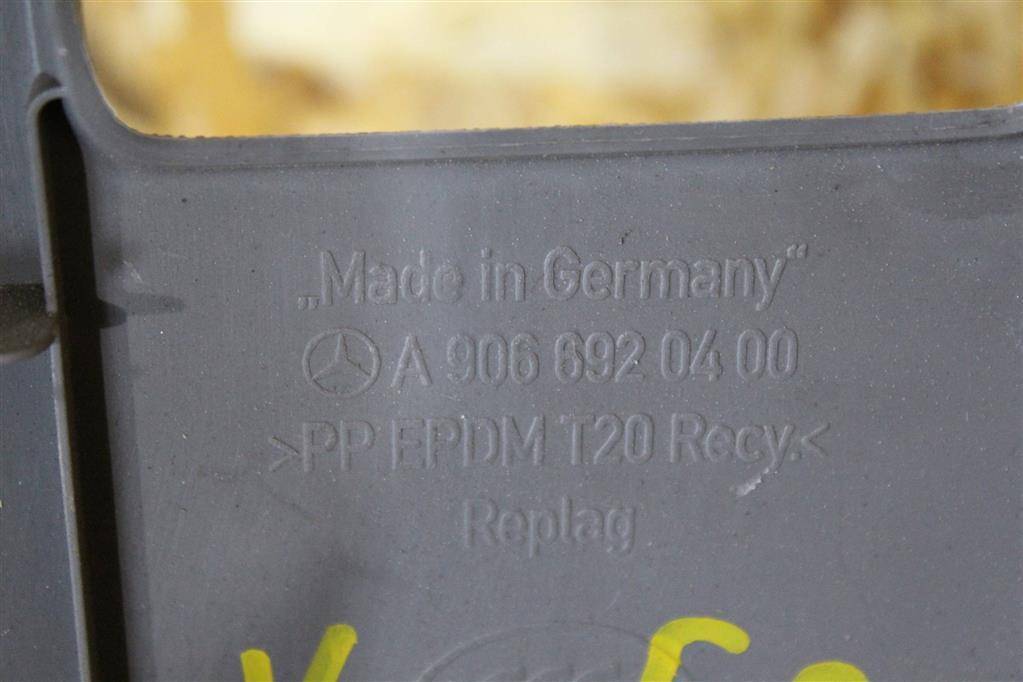 „Made in Germany“
A 906 692 04 00
>PP EPDM T20 Recy.<
Replag